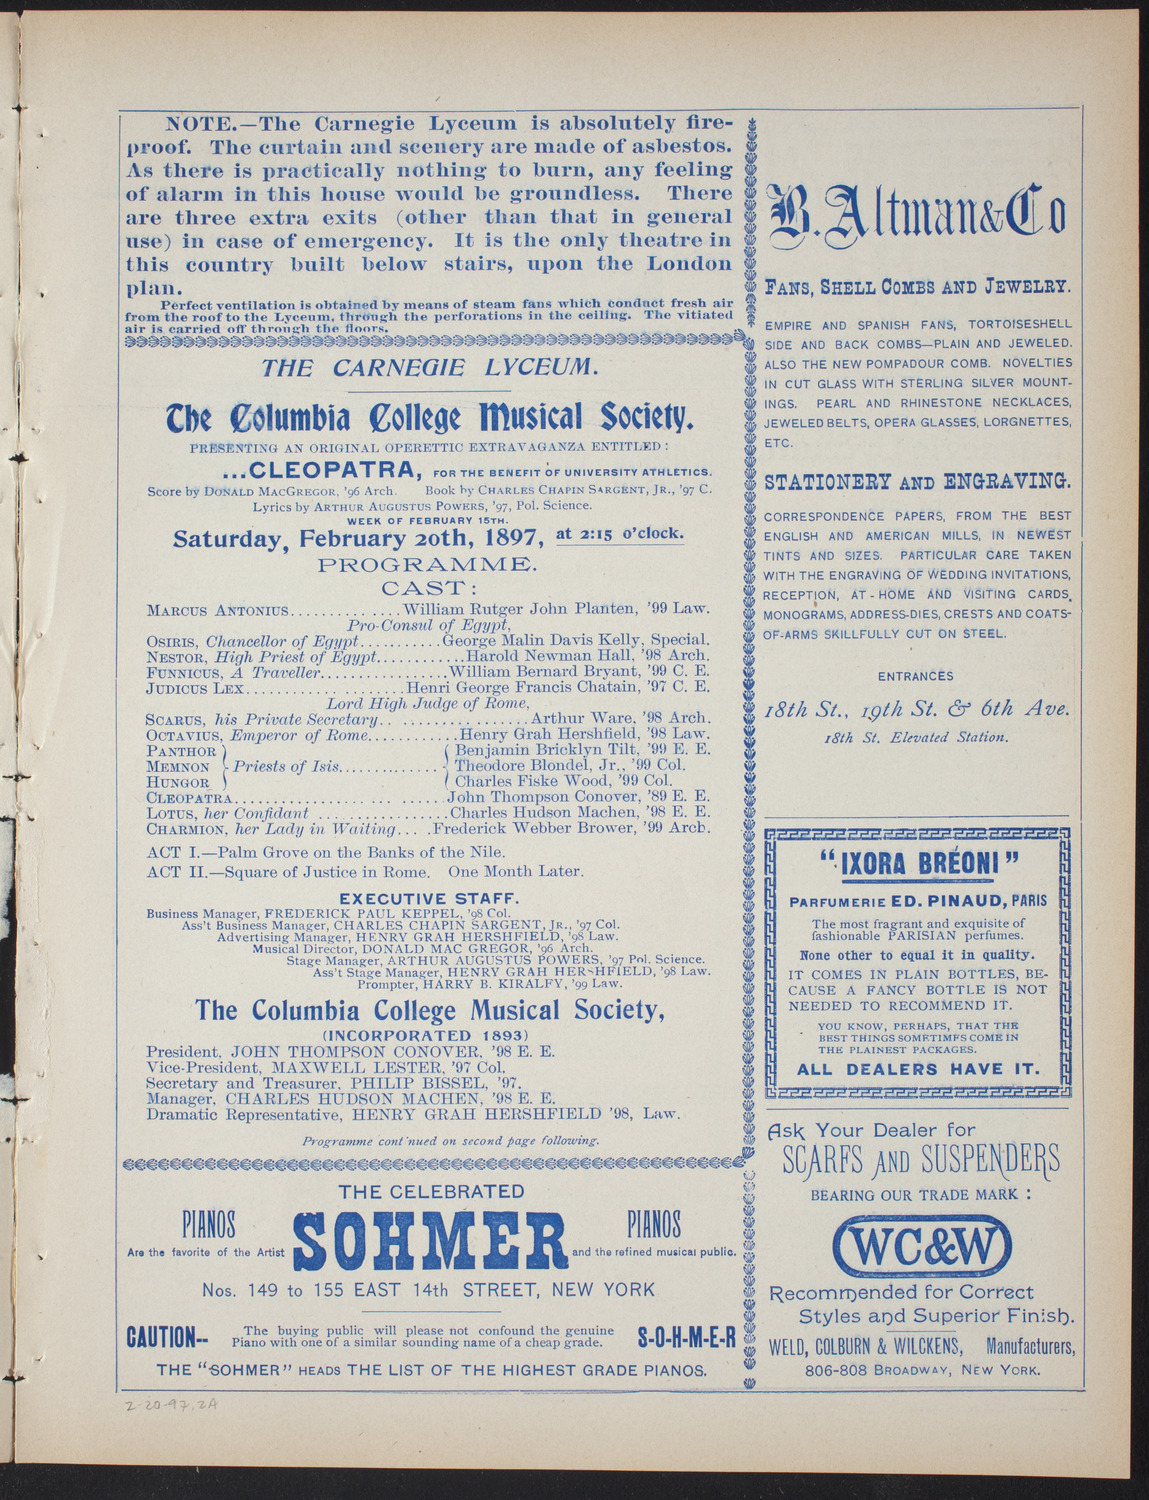 NOTE.—The Carnegie Lyceum is absolutely fire-
proof. The curtain and scenery are made of asbestos.
As there is practically nothing to burn, any feeling
of alarm in this house would be groundless. There
are three extra exits (other than that in general
use) in case of emergency. It is the only theatre in
this country built below stairs, upon the London
plan.
Perfect ventilation is obtained by means of steam fans which conduct fresh air
from the roof to the Lyceum, through the perforations in the ceiling. The vitiated
air is carried off through the floors.
THE CARNEGIE LYCEUM.
The Columbia College Musical Society.
PRESENTING AN ORIGINAL OPERETTIC EXTRAVAGANZA ENTITLED:
...CLEOPATRA, FOR THE BENEFIT OF UNIVERSITY ATHLETICS.
Score by DONALD MACGREGOR, '96 Arch. Book by CHARLES CHAPIN SARGENT, JR., '97 C.
Lyrics by ARTHUR AUGUSTUS POWERS, '97, Pol. Science.
WEEK OF FEBRUARY 15TH.
Saturday, February 20th, 1897, at 2:15 o'clock.
PROGRAMME.
CAST:
MARCUS ANTONIUS..............William Rutger John Planten, '99 Law.
Pro-Consul of Egypt,
OSIRIS, Chancellor of Egypt..........George Malin Davis Kelly, Special.
NESTOR, High Priest of Egypt...........Harold Newman Hall, '98 Arch.
FUNNICUS, A Traveller................William Bernard Bryant, '99 C. E.
JUDICUS LEX.....................Henri George Francis Chatain, '97 C. E.
Lord High Judge of Rome,
SCARUS, his Private Secretary..................Arthur Ware, '98 Arch.
OCTAVIUS, Emperor of Rome...........Henry Grah Hershfield, '98 Law.
PANTHOR } { Benjamin Bricklyn Tilt, '99 E. E.
MEMNON } Priests of Isis.............. { Theodore Blondel, Jr., '99 Col.
HUNGOR } { Charles Fiske Wood, '99 Col.
CLEOPATRA.........................John Thompson Conover, '89 E. E.
LOTUS, her Confidant ................Charles Hudson Machen, '98 E. E.
CHARMION, her Lady in Waiting... .Frederick Webber Brower, '99 Arch.
ACT I.—Palm Grove on the Banks of the Nile.
ACT II.—Square of Justice in Rome. One Month Later.
EXECUTIVE STAFF.
Business Manager, FREDERICK PAUL KEPPEL, '98 Col.
Ass't Business Manager, CHARLES CHAPIN SARGENT, JR., '97 Col.
Advertising Manager, HENRY GRAH HERSHFIELD, '98 Law.
Musical Director, DONALD MAC GREGOR, '96 Arch.
Stage Manager, ARTHUR AUGUSTUS POWERS, '97 Pol. Science.
Ass't Stage Manager, HENRY GRAH HERSHFIELD, '98 Law.
Prompter, HARRY B. KIRALFY, '99 Law.
The Columbia College Musical Society,
(INCORPORATED 1893)
President, JOHN THOMPSON CONOVER, '98 E. E.
Vice-President, MAXWELL LESTER, '97 Col,
Secretary and Treasurer, PHILIP BISSEL, '97.
Manager, CHARLES HUDSON MACHEN, '98 E. E.
Dramatic Representative, HENRY GRAH HERSHFIELD '98, Law.
Programme cont'nued on second page following.
THE CELEBRATED
PIANOS SOHMER PIANOS
Are the favorite of the Artist and the refined musical public.
Nos. 149 to 155 EAST 14th STREET, NEW YORK
CAUTION-- The buying public will please not confound the genuine S-O-H-M-E-R
Piano with one of a similar sounding name of a cheap grade.
THE "SOHMER" HEADS THE LIST OF THE HIGHEST GRADE PIANOS.
2-20-97.2A
B. Altman & Co
FANS, SHELL COMBS AND JEWELRY.
EMPIRE AND SPANISH FANS, TORTOISESHELL
SIDE AND BACK COMBS—PLAIN AND JEWELED.
ALSO THE NEW POMPADOUR COMB. NOVELTIES
IN CUT GLASS WITH STERLING SILVER MOUNT-
INGS. PEARL AND RHINESTONE NECKLACES,
JEWELED BELTS, OPERA GLASSES, LORGNETTES,
ETC.
STATIONERY AND ENGRAVING.
CORRESPONDENCE PAPERS, FROM THE BEST
ENGLISH AND AMERICAN MILLS, IN NEWEST
TINTS AND SIZES. PARTICULAR CARE TAKEN
WITH THE ENGRAVING OF WEDDING INVITATIONS,
RECEPTION, AT-HOME AND VISITING CARDS,
MONOGRAMS, ADDRESS-DIES, CRESTS AND COATS-
OF-ARMS SKILLFULLY CUT ON STEEL.
ENTRANCES
18th St., 19th St. & 6th Ave.
18th St. Elevated Station.
"IXORA BRÉONI"
PARFUMERIE ED. PINAUD, PARIS
The most fragrant and exquisite of
fashionable PARISIAN perfumes.
None other to equal it in quality.
IT COMES IN PLAIN BOTTLES, BE-
CAUSE A FANCY BOTTLE IS NOT
NEEDED TO RECOMMEND IT.
YOU KNOW, PERHAPS, THAT THE
BEST THINGS SOMETIMES COME IN
THE PLAINEST PACKAGES.
ALL DEALERS HAVE IT.
Ask Your Dealer for
SCARFS AND SUSPENDERS
BEARING OUR TRADE MARK:
WC&W
Recommended for Correct
Styles and Superior Finish.
WELD, COLBURN & WILCKENS, Manufacturers,
806-808 BROADWAY, NEW YORK.